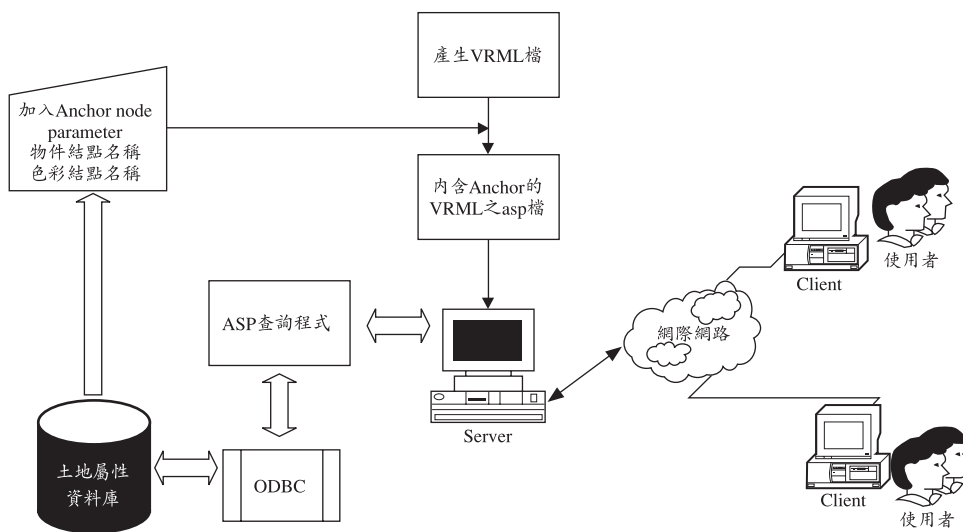 產生VRML檔
加入Anchor node
parameter
物件結點名稱
色彩結點名稱
內含Anchor的
VRML之asp檔
使用者
Client
ASP查詢程式
網際網路
Server
土地屬性
資料庫
ODBC
Client
使用者